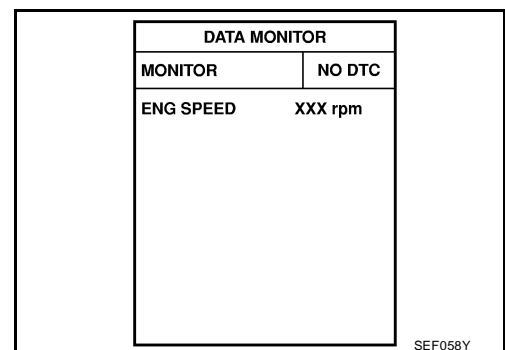 DATA MONITOR
MONITOR NO DTC
ENG SPEED XXX rpm
SEF058Y